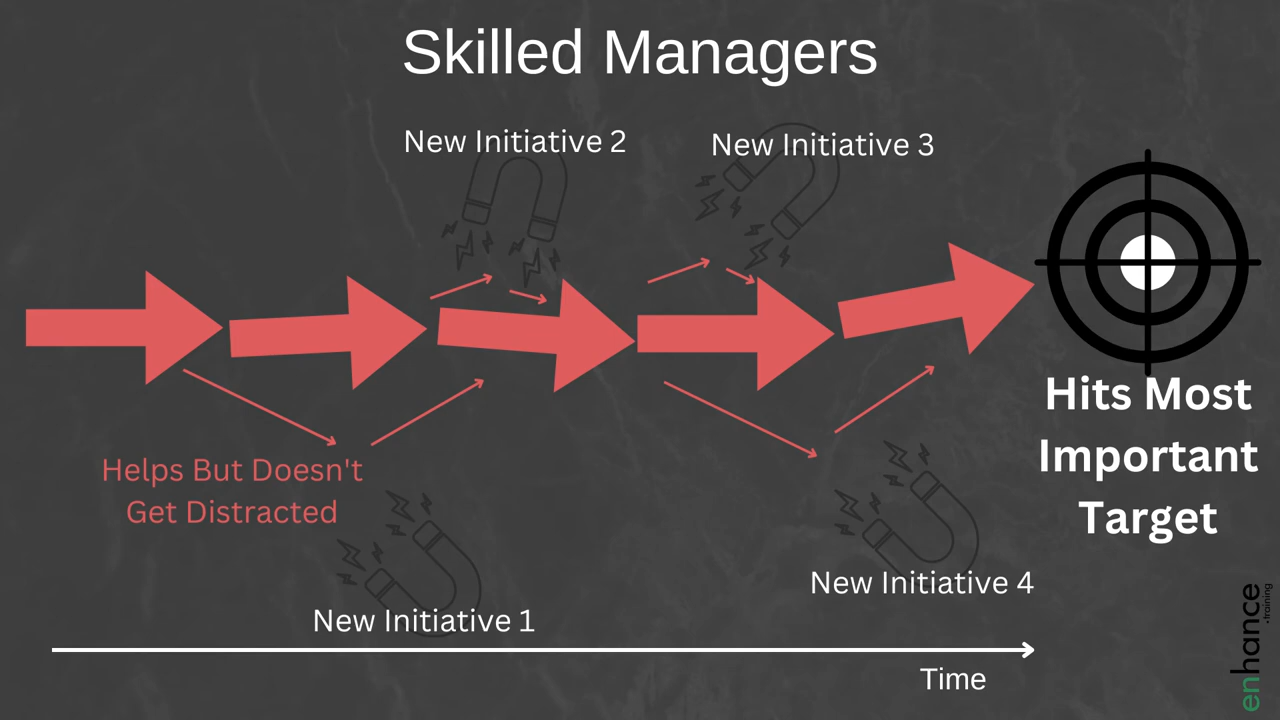 Skilled Managers
New Initiative 2
New Initiative 3
Hits Most
Important
Target
Helps But Doesn't
Get Distracted
New Initiative 4
New Initiative 1
Time
enhance
.training